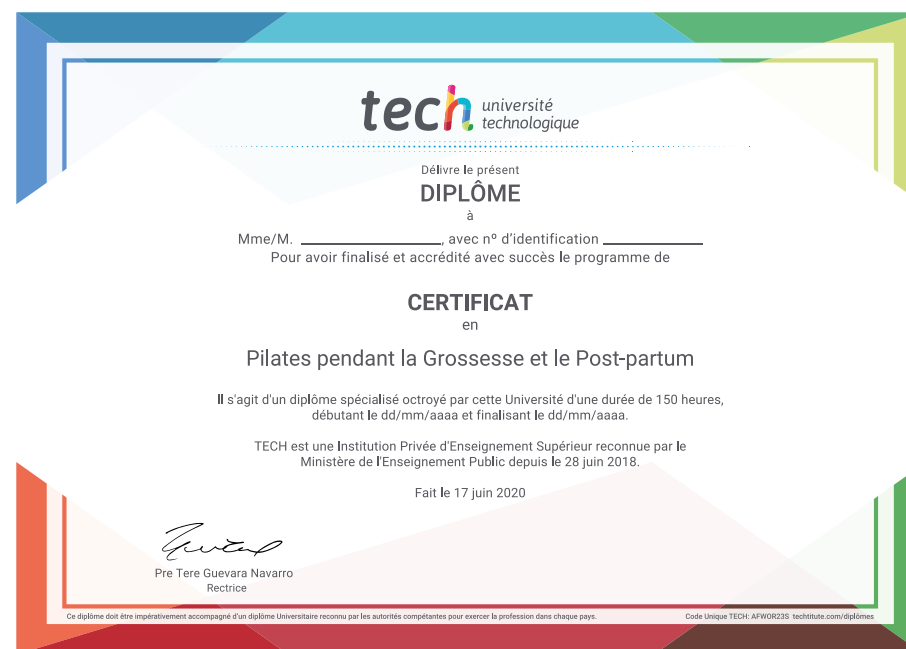 tech université
technologique
Délivre le présent
DIPLÔME
à
Mme/M. ____________________, avec nº d'identification ______________
Pour avoir finalisé et accrédité avec succès le programme de
CERTIFICAT
en
Pilates pendant la Grossesse et le Post-partum
Il s'agit d'un diplôme spécialisé octroyé par cette Université d'une durée de 150 heures,
débutant le dd/mm/aaaa et finalisant le dd/mm/aaaa.
TECH est une Institution Privée d'Enseignement Supérieur reconnue par le
Ministère de l'Enseignement Public depuis le 28 juin 2018.
Fait le 17 juin 2020
Pre Tere Guevara Navarro
Rectrice
Ce diplôme doit être impérativement accompagné d'un diplôme Universitaire reconnu par les autorités compétantes pour exercer la profession dans chaque pays.
Code Unique TECH: AFWOR23S techtitute.com/diplômes